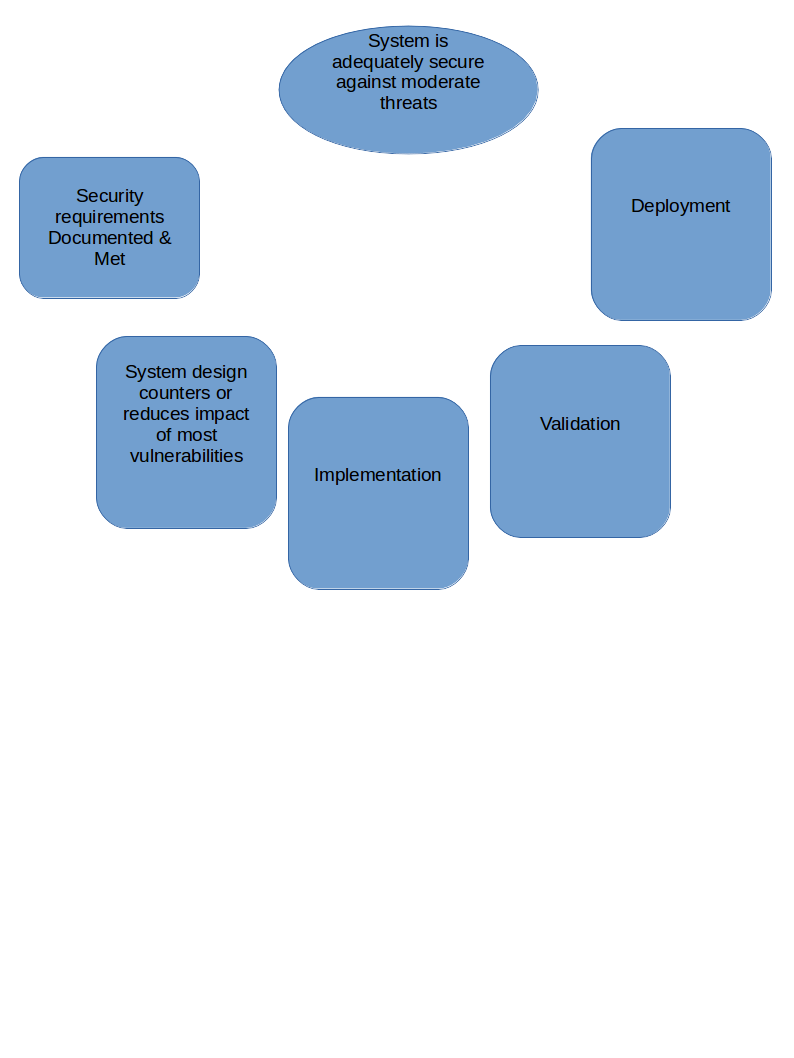 System is
adequately secure
against moderate
threats
Deployment
Security
requirements
Documented &
Met
System design
counters or
reduces impact
of most
vulnerabilities
Validation
Implementation